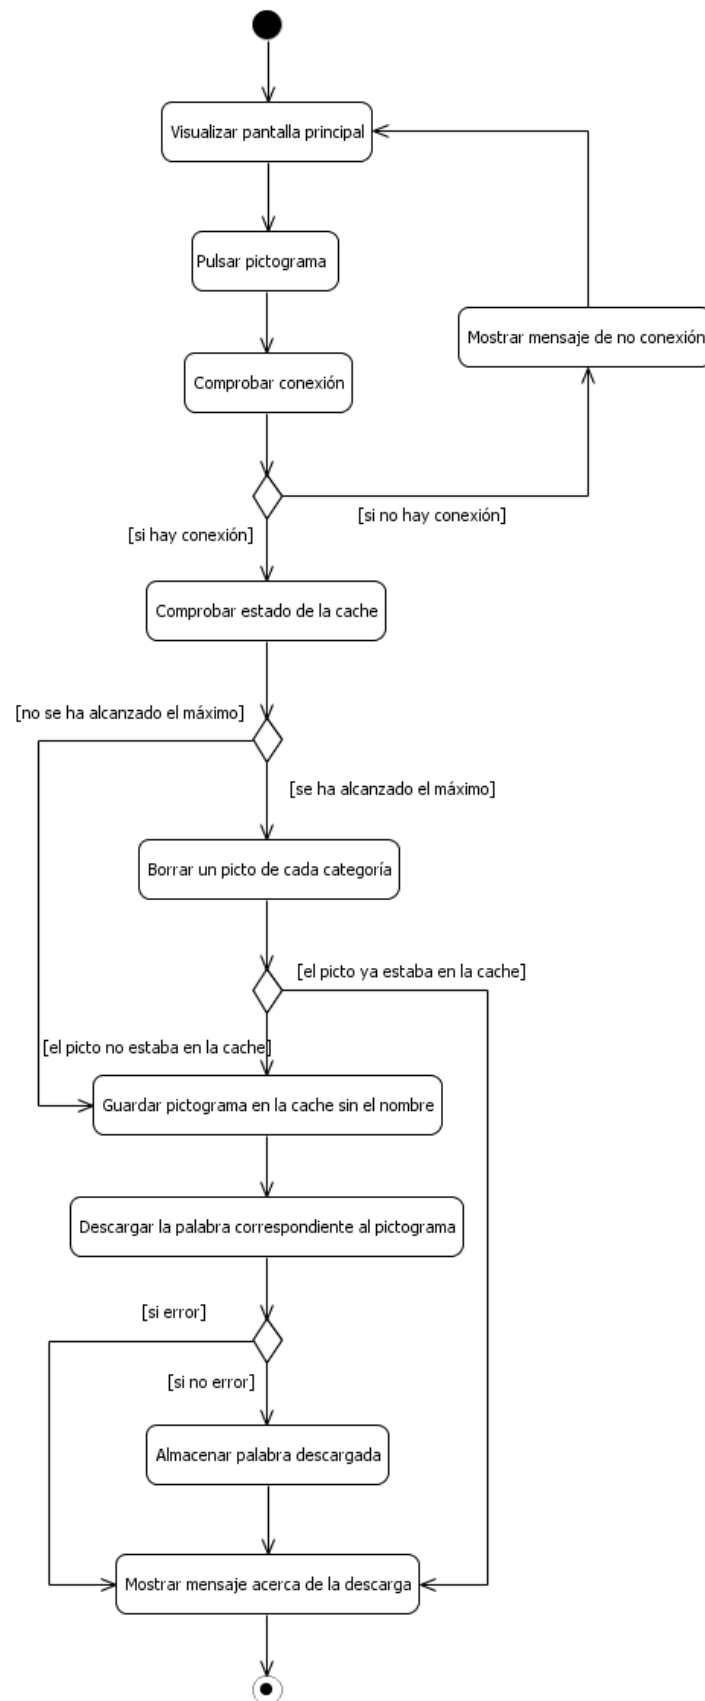 Visualizar pantalla principal
Pulsar pictograma
Mostrar mensaje de no conexión
Comprobar conexión
[si no hay conexión]
[si hay conexión]
Comprobar estado de la cache
[no se ha alcanzado el máximo]
[se ha alcanzado el máximo]
Borrar un picto de cada categoría
[el picto ya estaba en la cache]
[el picto no estaba en la cache]
Guardar pictograma en la cache sin el nombre
Descargar la palabra correspondiente al pictograma
[si error]
[si no error]
Almacenar palabra descargada
Mostrar mensaje acerca de la descarga